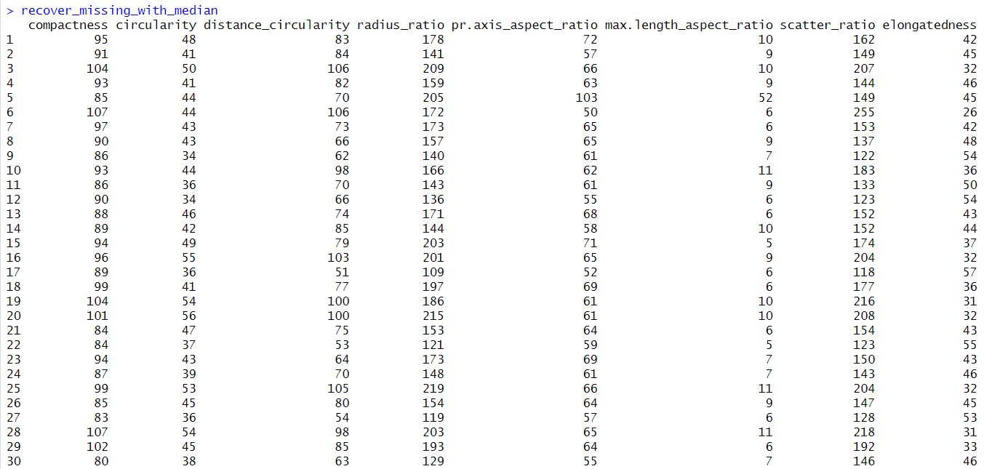 > recover_missing_with_median
compactness circularity distance_circularity radius_ratio pr.axis_aspect_ratio max.length_aspect_ratio scatter_ratio elongatedness
1 95 48 83 178 72 10 162 42
2 91 41 84 141 57 9 149 45
3 104 50 106 209 66 10 207 32
4 93 41 82 159 63 9 144 46
5 85 44 70 205 103 52 149 45
6 107 44 106 172 50 6 255 26
7 97 43 73 173 65 6 153 42
8 90 43 66 157 65 9 137 48
9 86 34 62 140 61 7 122 54
10 93 44 98 166 62 11 183 36
11 86 36 70 143 61 9 133 50
12 90 34 66 136 55 6 123 54
13 88 46 74 171 68 6 152 43
14 89 42 85 144 58 10 152 44
15 94 49 79 203 71 5 174 37
16 96 55 103 201 65 9 204 32
17 89 36 51 109 52 6 118 57
18 99 41 77 197 69 6 177 36
19 104 54 100 186 61 10 216 31
20 101 56 100 215 61 10 208 32
21 84 47 75 153 64 6 154 43
22 84 37 53 121 59 5 123 55
23 94 43 64 173 69 7 150 43
24 87 39 70 148 61 7 143 46
25 99 53 105 219 66 11 204 32
26 85 45 80 154 64 9 147 45
27 83 36 54 119 57 6 128 53
28 107 54 98 203 65 11 218 31
29 102 45 85 193 64 6 192 33
30 80 38 63 129 55 7 146 46